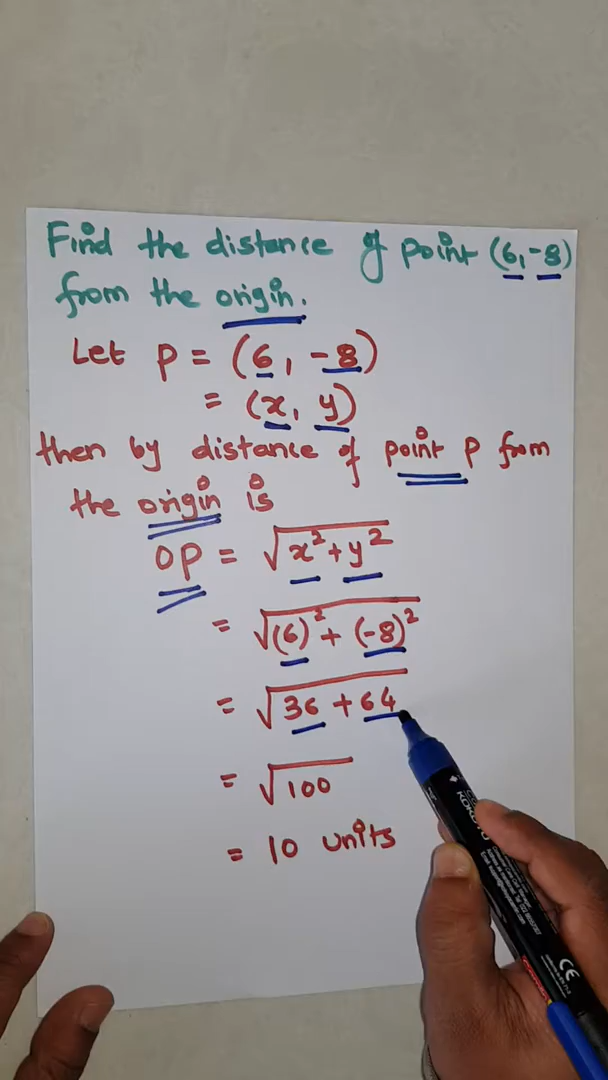 Find the distance of point (6,-8)
from the origin.
Let P = (6, -8)
= (x, y)
then by distance of point P from
the origin is
OP = √x²+y²
= √(6)²+(-8)²
= √36+64
= √100
= 10 units
CE